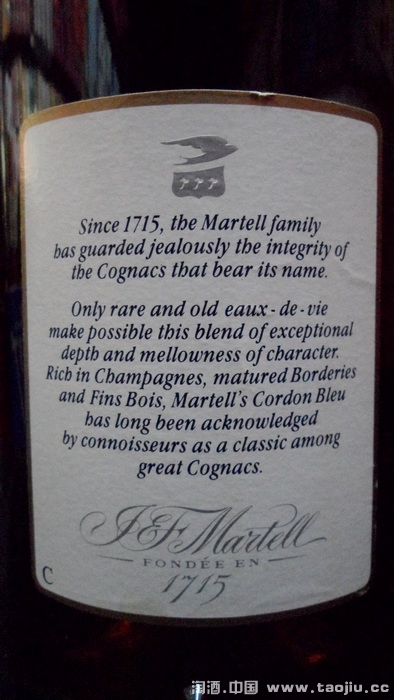 Since 1715, the Martell family
has guarded jealously the integrity of
the Cognacs that bear its name.
Only rare and old eaux-de-vie
make possible this blend of exceptional
depth and mellowness of character.
Rich in Champagnes, matured Borderies
and Fins Bois, Martell's Cordon Bleu
has long been acknowledged
by connoisseurs as a classic among
great Cognacs.
J&F Martell
FONDÉE EN
1715
C
淘酒.中国 www.taojiu.cc